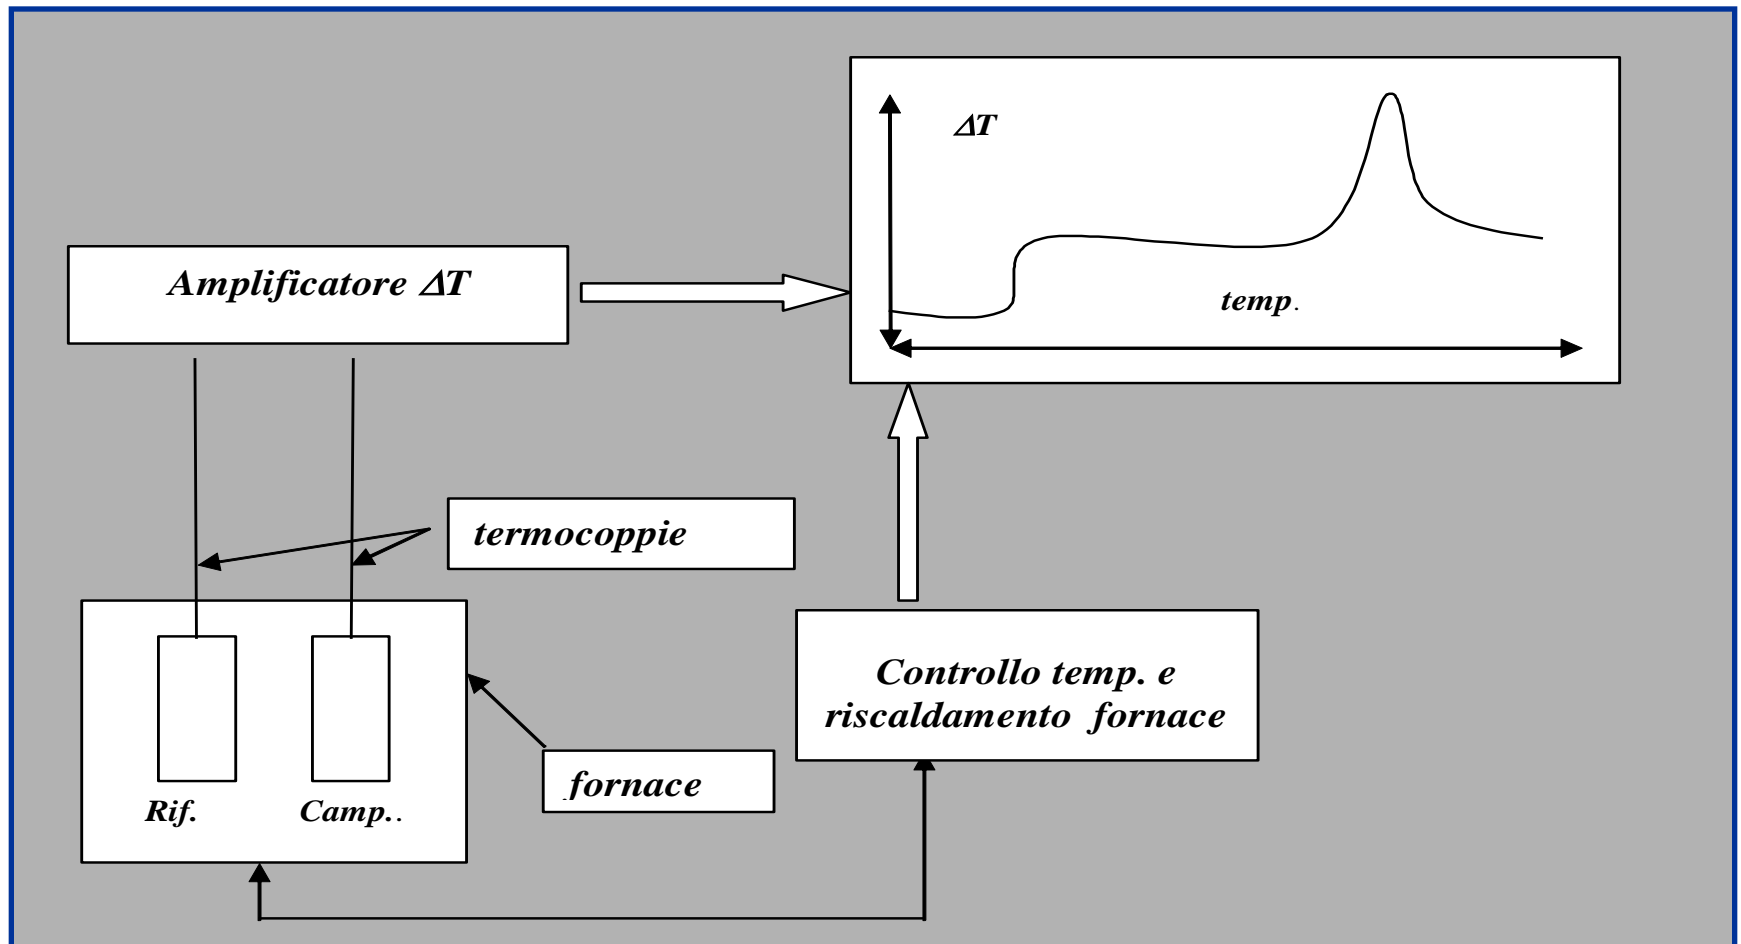 ΔT
temp.
Amplificatore ΔT
termocoppie
Controllo temp. e
riscaldamento fornace
fornace
Rif.
Camp..